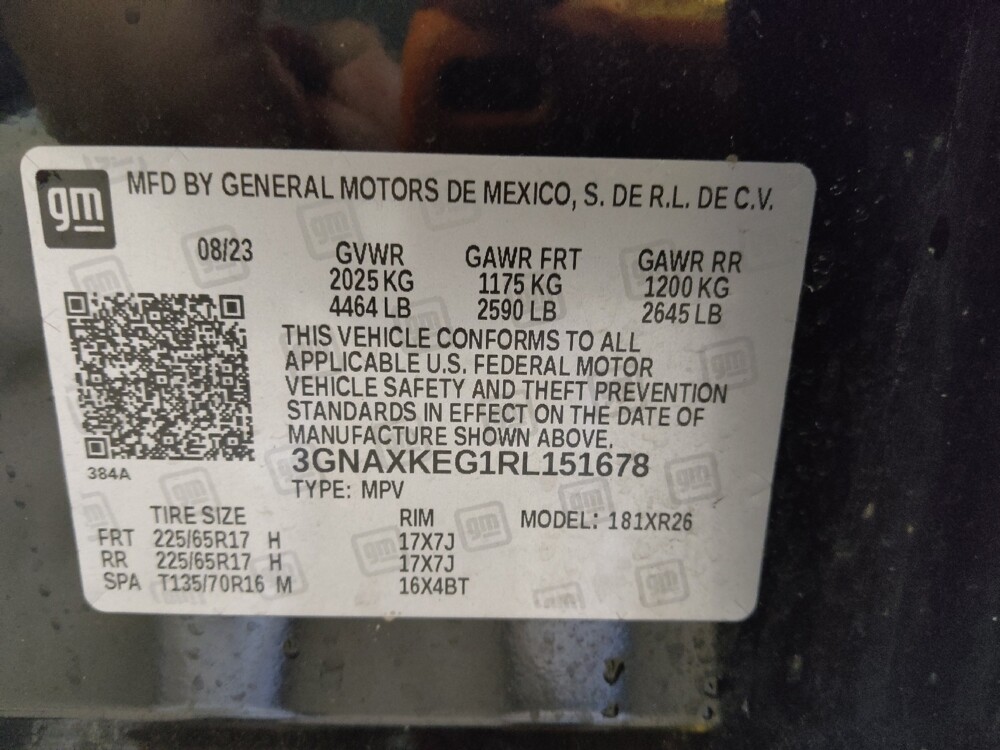 gm MFD BY GENERAL MOTORS DE MEXICO, S. DE R.L. DE C.V.
08/23 GVWR GAWR FRT GAWR RR
2025 KG 1175 KG 1200 KG
4464 LB 2590 LB 2645 LB
THIS VEHICLE CONFORMS TO ALL
APPLICABLE U.S. FEDERAL MOTOR
VEHICLE SAFETY AND THEFT PREVENTION
STANDARDS IN EFFECT ON THE DATE OF
MANUFACTURE SHOWN ABOVE.
3GNAXKEG1RL151678
384A
TYPE: MPV
TIRE SIZE RIM MODEL: 181XR26
FRT 225/65R17 H 17X7J
RR 225/65R17 H 17X7J
SPA T135/70R16 M 16X4BT